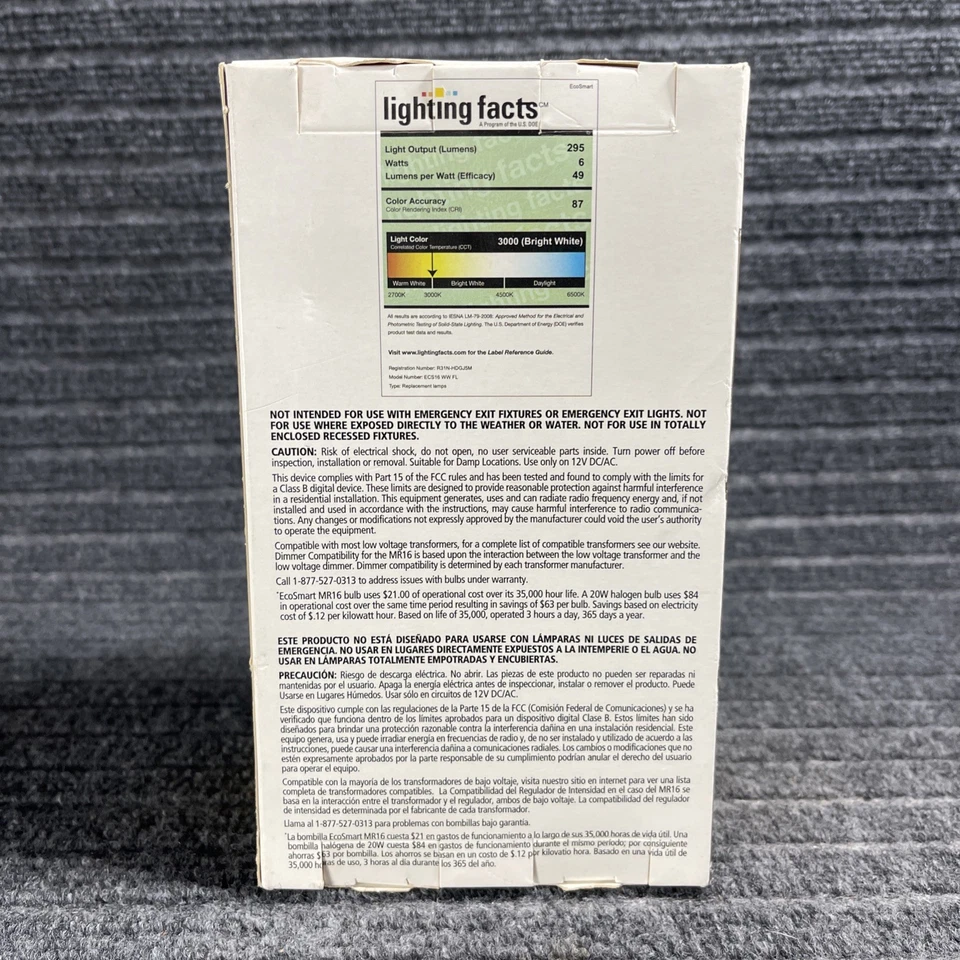 EcoSmart
lighting facts CM
A Program of the U.S. DOE
Light Output (Lumens) 295
Watts 6
Lumens per Watt (Efficacy) 49
Color Accuracy 87
Color Rendering Index (CRI)
Light Color 3000 (Bright White)
Correlated Color Temperature (CCT)
Warm White Bright White Daylight
2700K 3000K 4500K 6500K
All results are according to IESNA LM-79-2008: Approved Method for the Electrical and
Photometric Testing of Solid-State Lighting. The U.S. Department of Energy (DOE) verifies
product test data and results.
Visit www.lightingfacts.com for the Label Reference Guide.
Registration Number: R31N-HDGJ5M
Model Number: ECS16 WW FL
Type: Replacement lamps
NOT INTENDED FOR USE WITH EMERGENCY EXIT FIXTURES OR EMERGENCY EXIT LIGHTS. NOT
FOR USE WHERE EXPOSED DIRECTLY TO THE WEATHER OR WATER. NOT FOR USE IN TOTALLY
ENCLOSED RECESSED FIXTURES.
CAUTION: Risk of electrical shock, do not open, no user serviceable parts inside. Turn power off before
inspection, installation or removal. Suitable for Damp Locations. Use only on 12V DC/AC.
This device complies with Part 15 of the FCC rules and has been tested and found to comply with the limits for
a Class B digital device. These limits are designed to provide reasonable protection against harmful interference
in a residential installation. This equipment generates, uses and can radiate radio frequency energy and, if not
installed and used in accordance with the instructions, may cause harmful interference to radio communica-
tions. Any changes or modifications not expressly approved by the manufacturer could void the user's authority
to operate the equipment.
Compatible with most low voltage transformers, for a complete list of compatible transformers see our website.
Dimmer Compatibility for the MR16 is based upon the interaction between the low voltage transformer and the
low voltage dimmer. Dimmer compatibility is determined by each transformer manufacturer.
Call 1-877-527-0313 to address issues with bulbs under warranty.
*EcoSmart MR16 bulb uses $21.00 of operational cost over its 35,000 hour life. A 20W halogen bulb uses $84
in operational cost over the same time period resulting in savings of $63 per bulb. Savings based on electricity
cost of $.12 per kilowatt hour. Based on life of 35,000, operated 3 hours a day, 365 days a year.
ESTE PRODUCTO NO ESTÁ DISEÑADO PARA USARSE CON LÁMPARAS NI LUCES DE SALIDAS DE
EMERGENCIA. NO USAR EN LUGARES DIRECTAMENTE EXPUESTOS A LA INTEMPERIE O EL AGUA. NO
USAR EN LÁMPARAS TOTALMENTE EMPOTRADAS Y ENCUBIERTAS.
PRECAUCIÓN: Riesgo de descarga eléctrica. No abrir. Las piezas de este producto no pueden ser reparadas ni
mantenidas por el usuario. Apaga la energía eléctrica antes de inspeccionar, instalar o remover el producto. Puede
Usarse en Lugares Húmedos. Usar sólo en circuitos de 12V DC/AC.
Este dispositivo cumple con las regulaciones de la Parte 15 de la FCC (Comisión Federal de Comunicaciones) y se ha
verificado que funciona dentro de los límites aprobados para un dispositivo digital Clase B. Estos límites han sido
diseñados para brindar una protección razonable contra la interferencia dañina en una instalación residencial. Este
equipo genera, usa y puede irradiar energía en frecuencias de radio y, de no ser instalado y utilizado de acuerdo a las
instrucciones, puede causar una interferencia dañina a comunicaciones radiales. Los cambios o modificaciones que no
estén expresamente aprobados por la parte responsable de su cumplimiento podrían anular el derecho del usuario
para operar el equipo.
Compatible con la mayoría de los transformadores de bajo voltaje, visita nuestro sitio en internet para ver una lista
completa de transformadores compatibles. La Compatibilidad del Regulador de Intensidad en el caso del MR16 se
basa en la interacción entre el transformador y el regulador, ambos de bajo voltaje. La compatibilidad del regulador
de intensidad es determinada por el fabricante de cada transformador.
Llama al 1-877-527-0313 para problemas con bombillas bajo garantía.
*La bombilla EcoSmart MR16 cuesta $21 en gastos de funcionamiento a lo largo de sus 35,000 horas de vida útil. Una
bombilla halógena de 20W cuesta $84 en gastos de funcionamiento durante el mismo período; por consiguiente
ahorras $63 por bombilla. Los ahorros se basan en un costo de $.12 por kilovatio hora. Basado en una vida útil de
35,000 horas de uso, 3 horas al día durante los 365 del año.